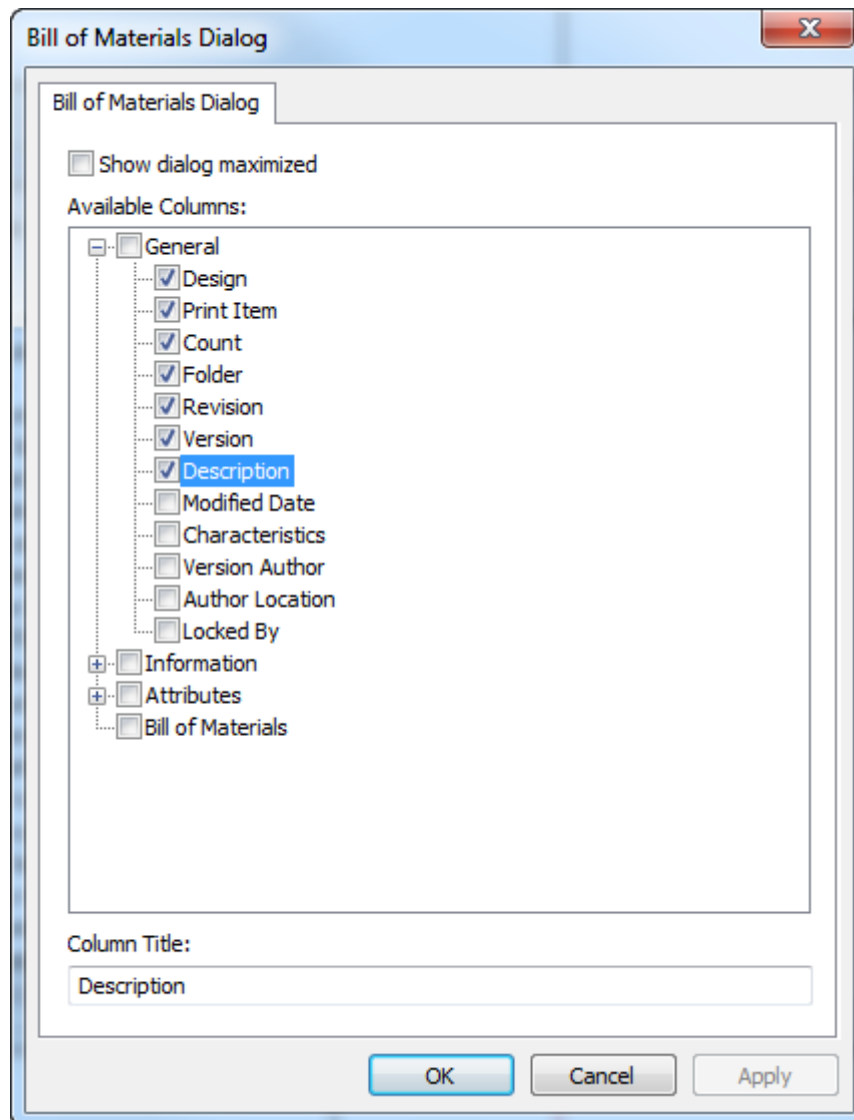 Bill of Materials Dialog
Bill of Materials Dialog
Show dialog maximized
Available Columns:
General
Design
Print Item
Count
Folder
Revision
Version
Description
Modified Date
Characteristics
Version Author
Author Location
Locked By
Information
Attributes
Bill of Materials
Column Title:
Description
OK Cancel Apply